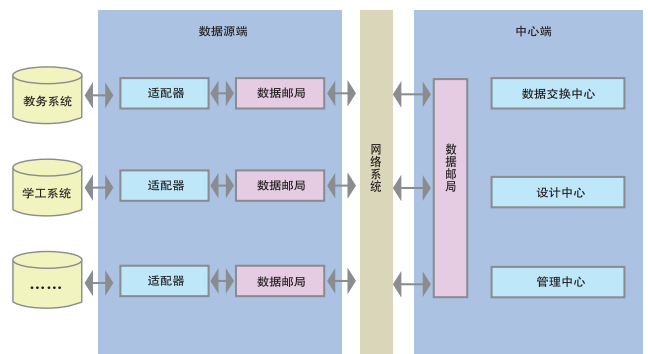 数据源端
中心端
教务系统
适配器
数据邮局
数据交换中心
学工系统
适配器
数据邮局
网络系统
数据邮局
设计中心
……
适配器
数据邮局
管理中心